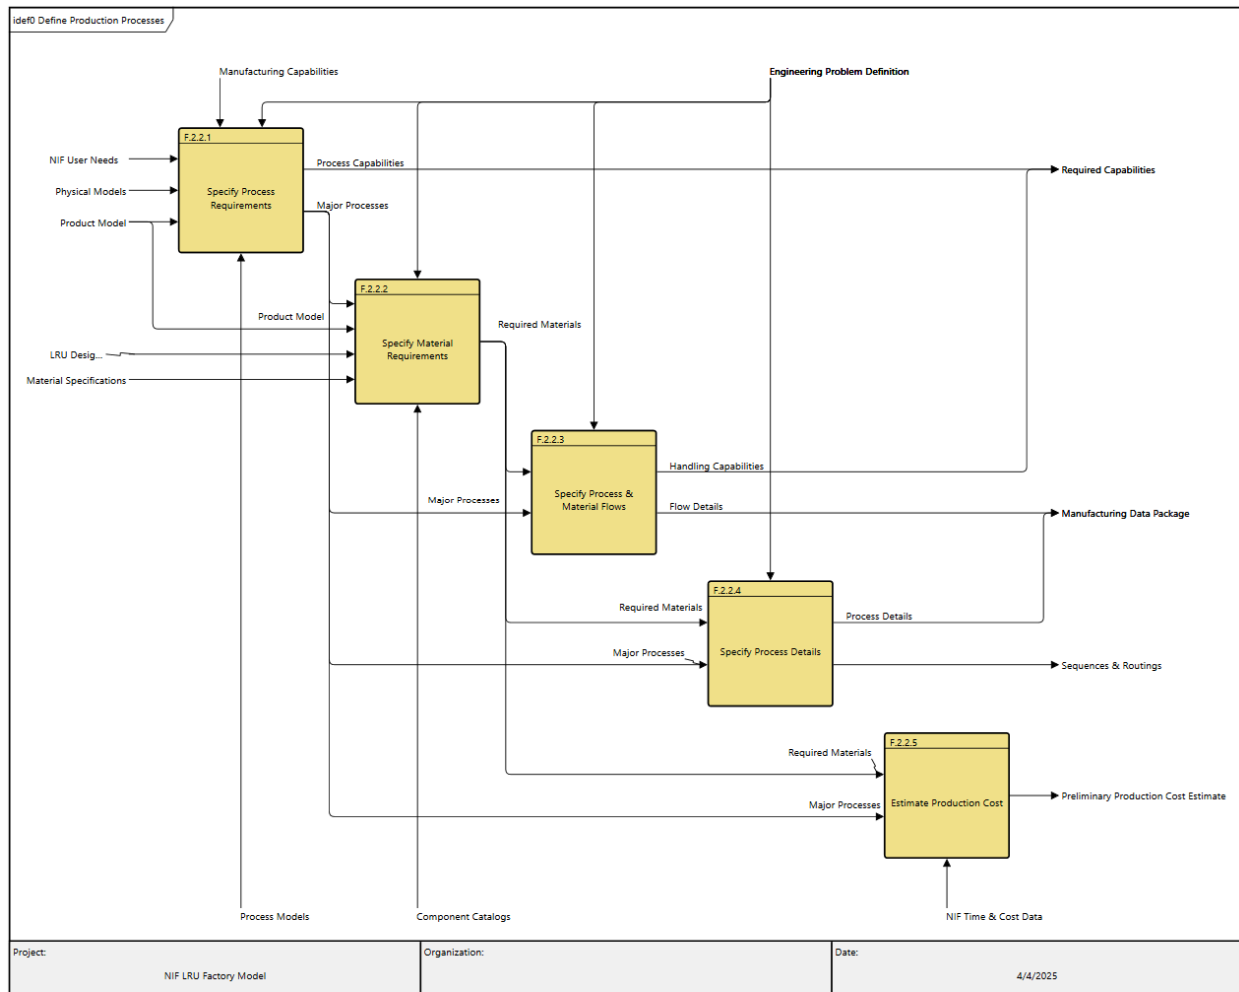 idef0 Define Production Processes
Manufacturing Capabilities
Engineering Problem Definition
F.2.2.1
NIF User Needs
Process Capabilities
Required Capabilities
Physical Models
Specify Process
Requirements
Major Processes
Product Model
F.2.2.2
Product Model
Required Materials
Specify Material
Requirements
LRU Desig...
Material Specifications
F.2.2.3
Handling Capabilities
Specify Process &
Material Flows
Major Processes
Flow Details
Manufacturing Data Package
F.2.2.4
Required Materials
Process Details
Major Processes
Specify Process Details
Sequences & Routings
F.2.2.5
Required Materials
Preliminary Production Cost Estimate
Major Processes
Estimate Production Cost
Process Models
Component Catalogs
NIF Time & Cost Data
Project:
Organization:
Date:
NIF LRU Factory Model
4/4/2025